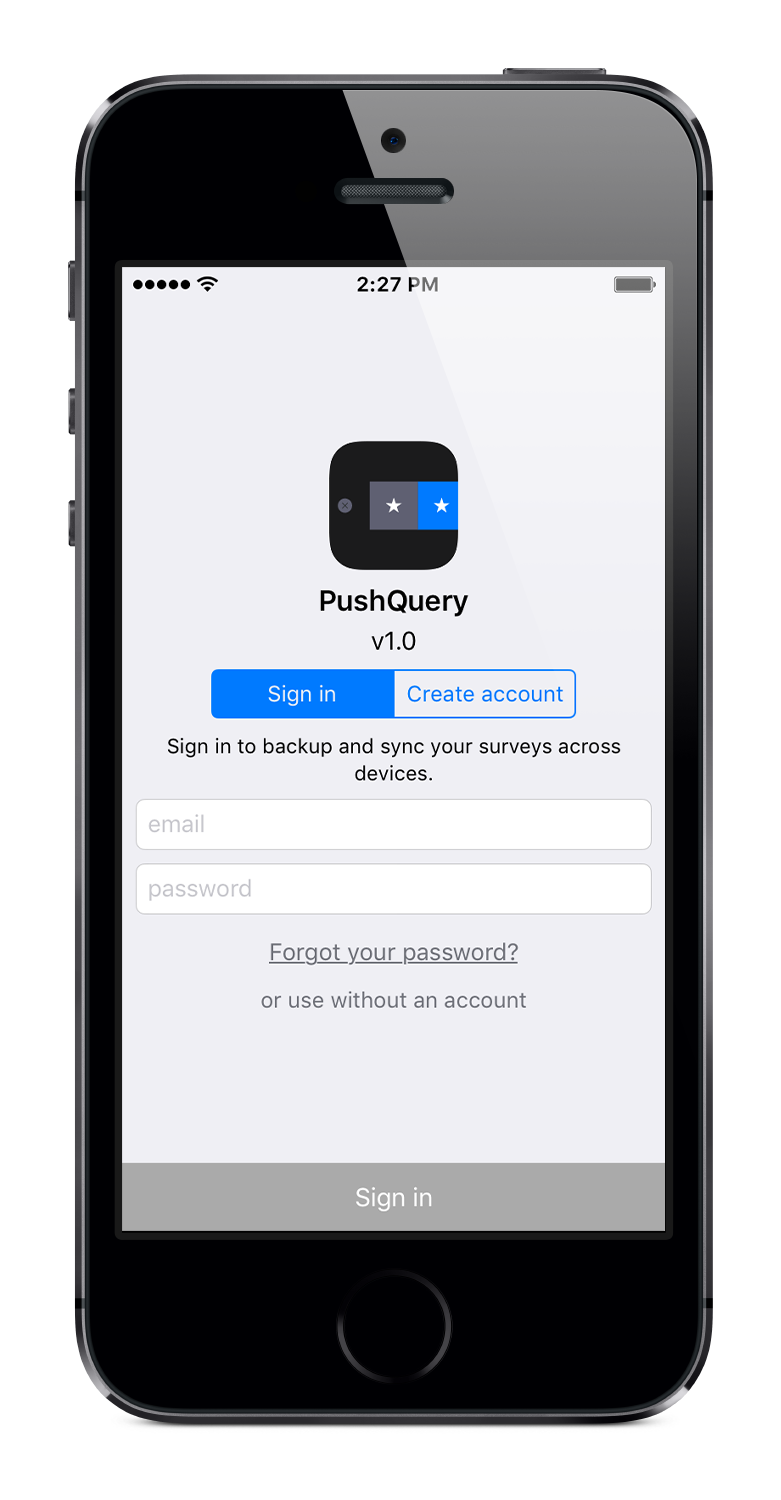 2:27 PM
PushQuery
v1.0
Sign in
Create account
Sign in to backup and sync your surveys across
devices.
email
password
Forgot your password?
or use without an account
Sign in